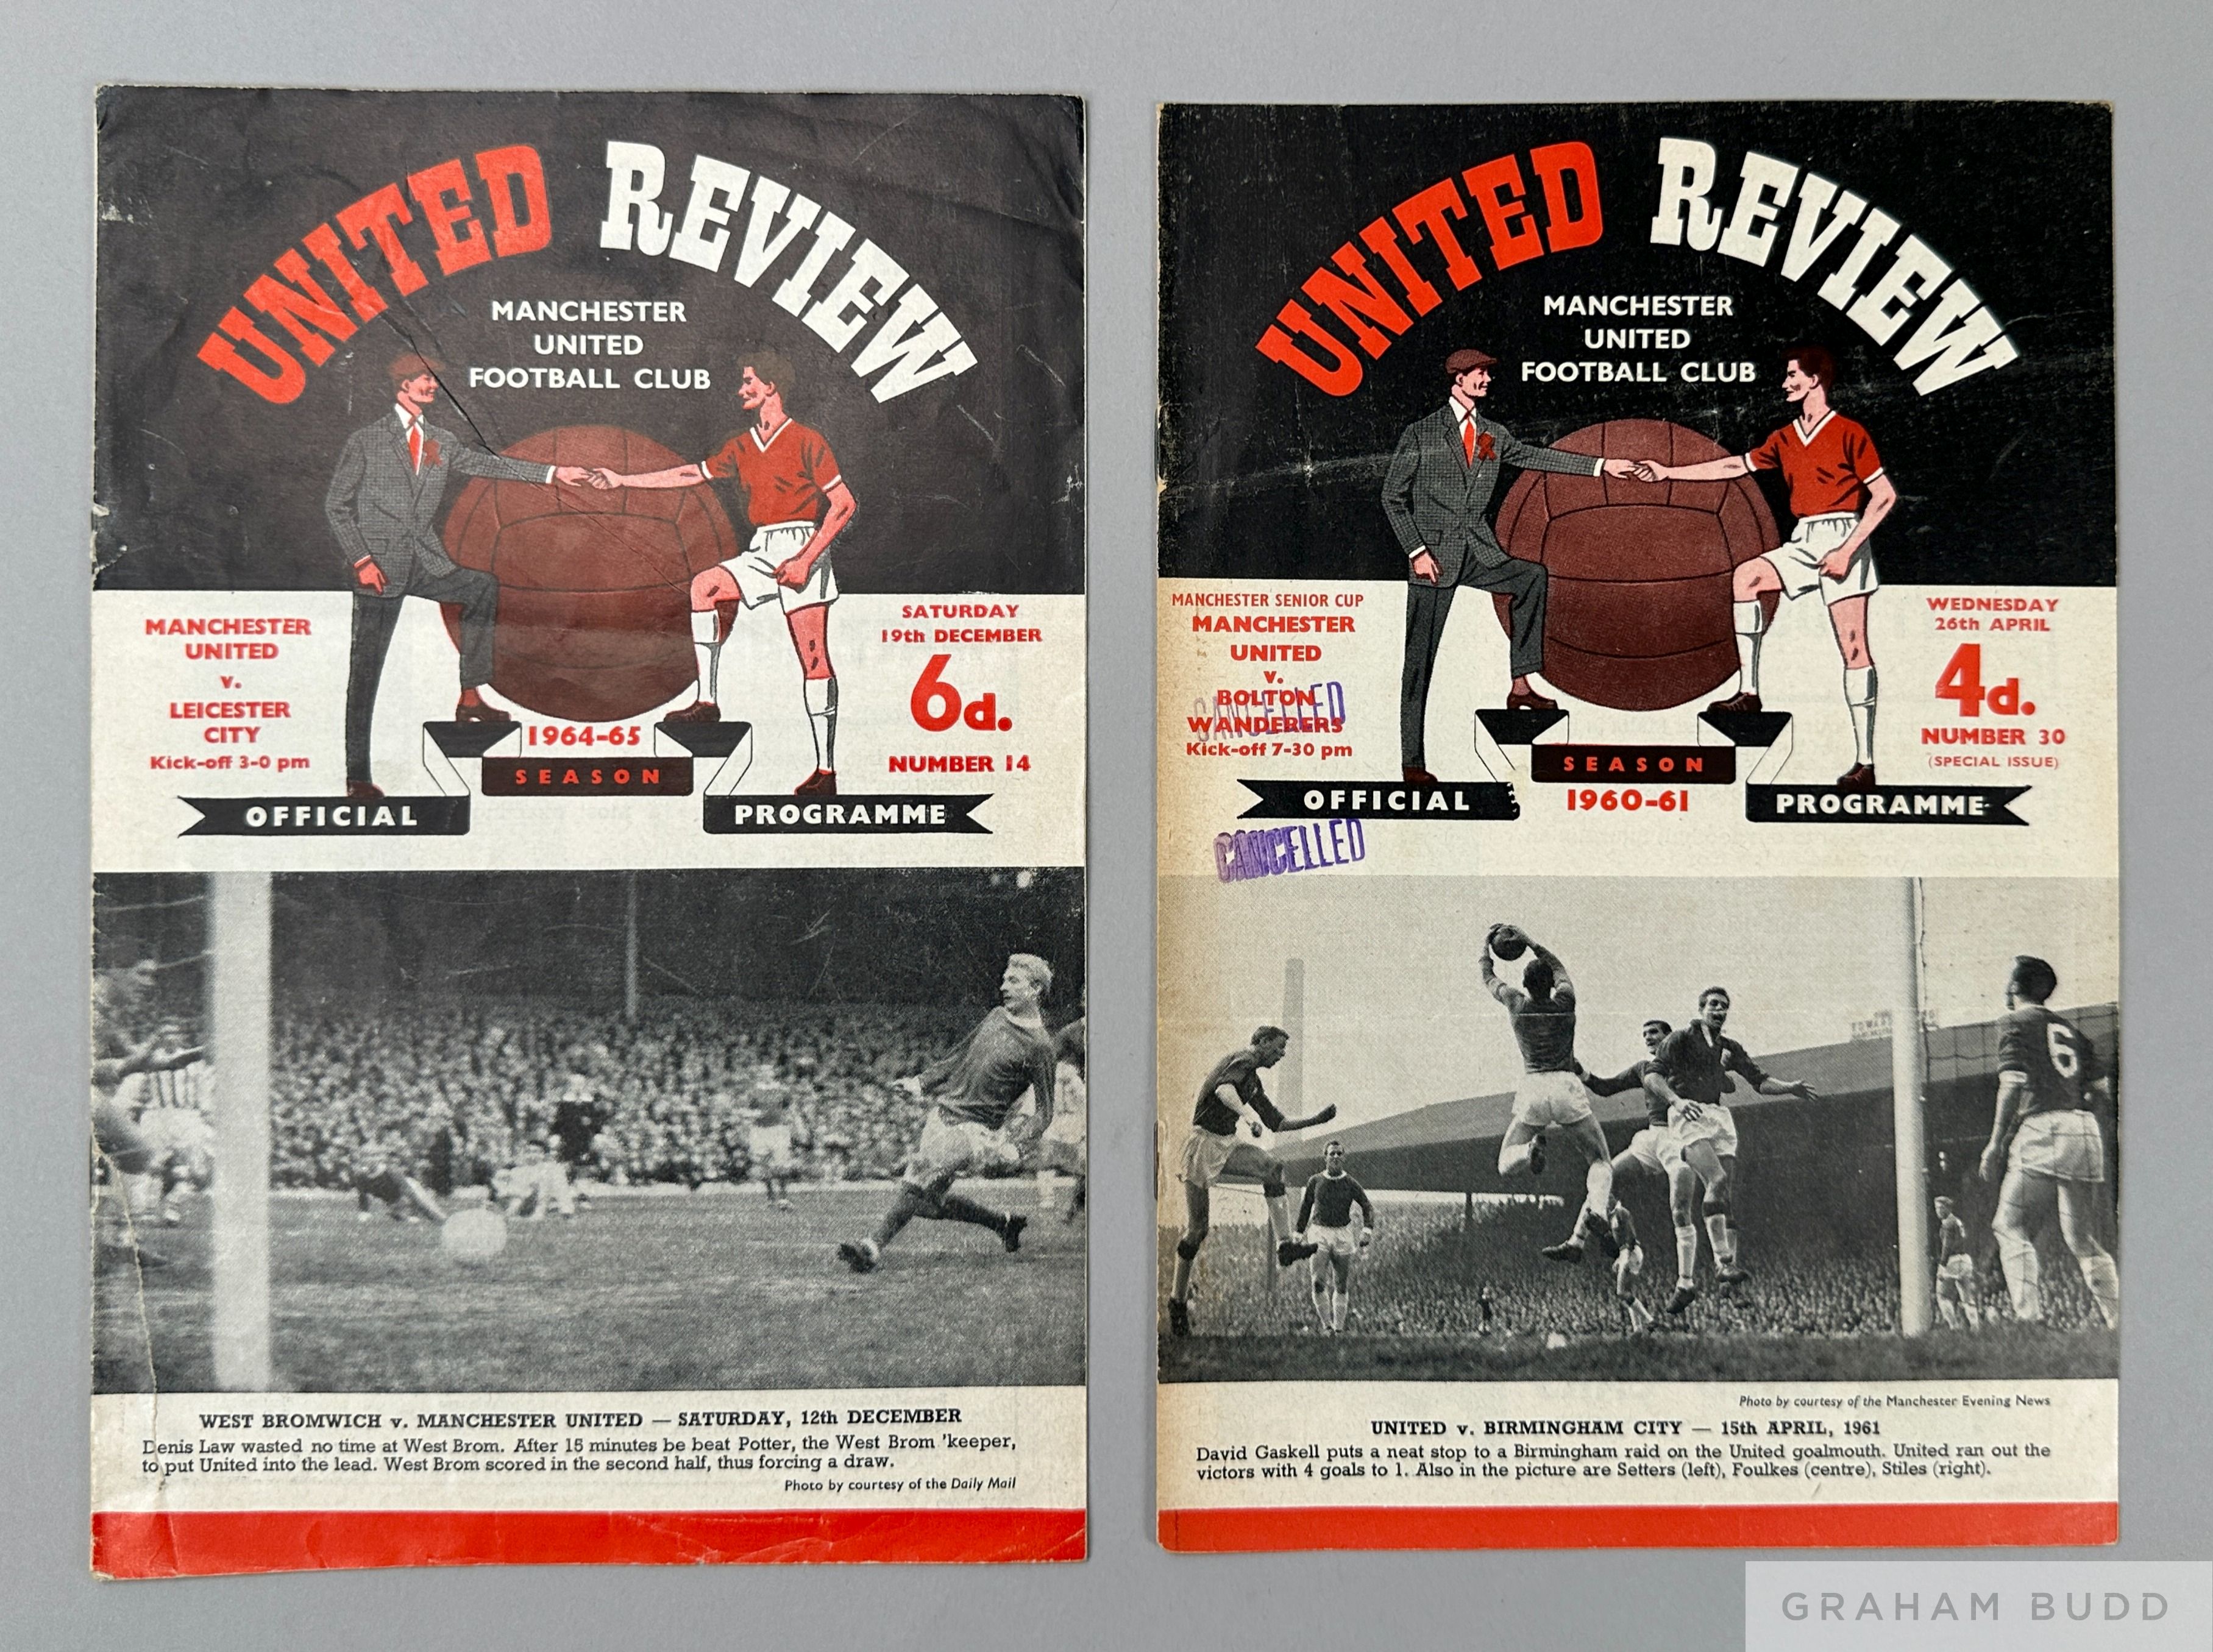 UNITED REVIEW
MANCHESTER
UNITED
FOOTBALL CLUB
MANCHESTER
UNITED
v.
LEICESTER
CITY
Kick-off 3-0 pm
1964-65
SEASON
SATURDAY
19th DECEMBER
6d.
NUMBER 14
OFFICIAL
PROGRAMME
WEST BROMWICH v. MANCHESTER UNITED — SATURDAY, 12th DECEMBER
Denis Law wasted no time at West Brom. After 15 minutes be beat Potter, the West Brom 'keeper,
to put United into the lead. West Brom scored in the second half, thus forcing a draw.
Photo by courtesy of the Daily Mail
UNITED REVIEW
MANCHESTER
UNITED
FOOTBALL CLUB
MANCHESTER SENIOR CUP
MANCHESTER
UNITED
v.
BOLTON
WANDERERS
CANCELLED
Kick-off 7-30 pm
SEASON
1960-61
WEDNESDAY
26th APRIL
4d.
NUMBER 30
(SPECIAL ISSUE)
OFFICIAL
PROGRAMME
CANCELLED
6
Photo by courtesy of the Manchester Evening News
UNITED v. BIRMINGHAM CITY — 15th APRIL, 1961
David Gaskell puts a neat stop to a Birmingham raid on the United goalmouth. United ran out the
victors with 4 goals to 1. Also in the picture are Setters (left), Foulkes (centre), Stiles (right).
GRAHAM BUDD